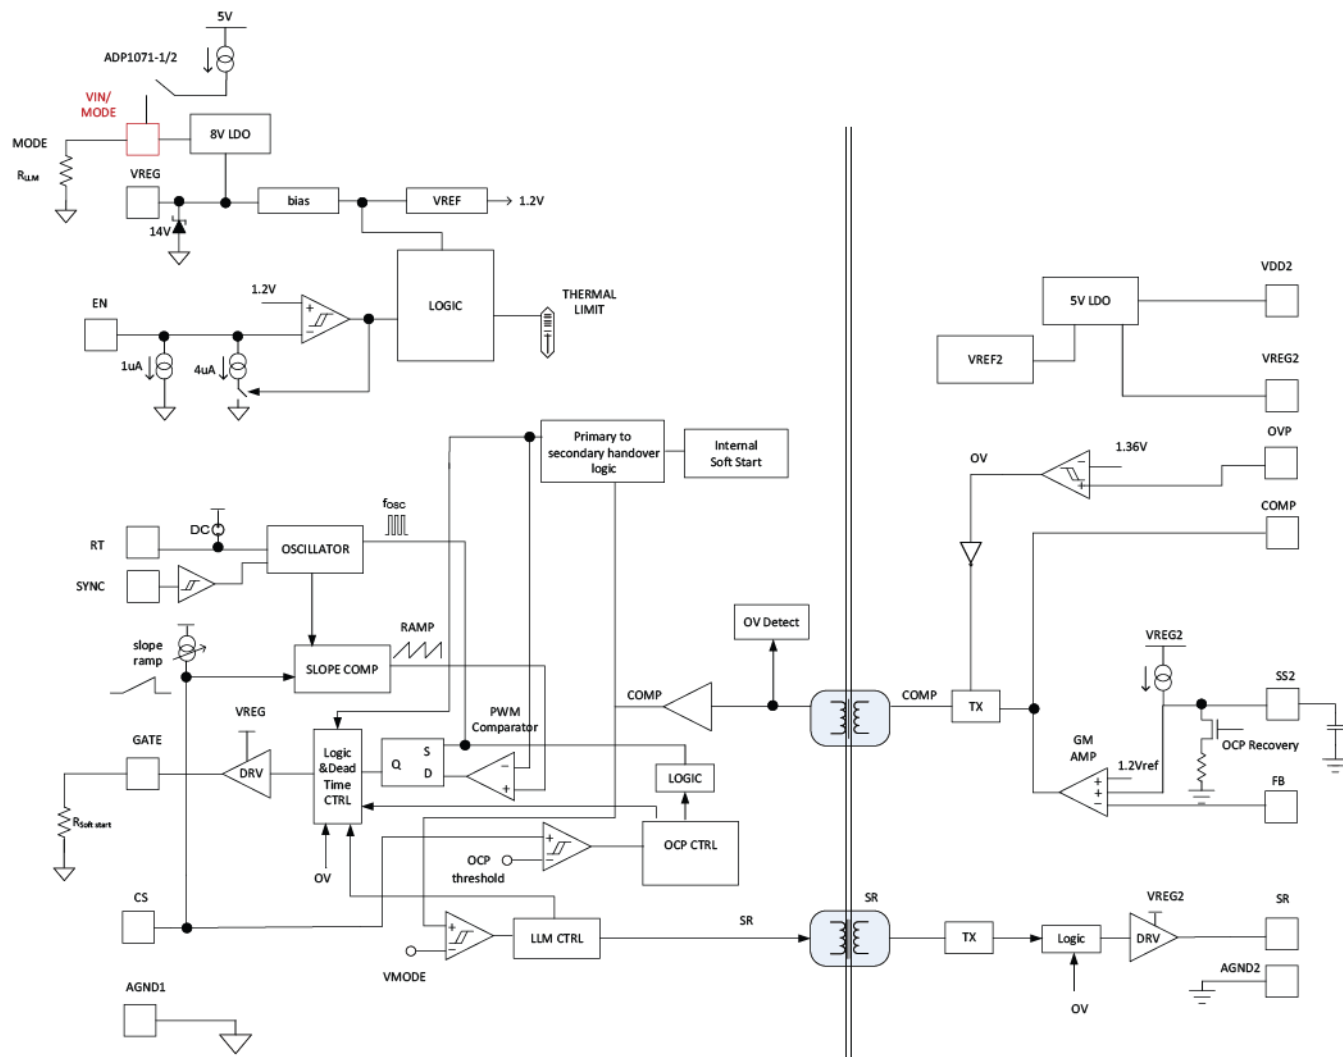 5V
ADP1071-1/2
VIN/
MODE
8V LDO
MODE
RLLM
VREG
bias
VREF
1.2V
14V
1.2V
EN
LOGIC
THERMAL
LIMIT
1uA
4uA
5V LDO
VDD2
VREF2
VREG2
OVP
1.36V
OV
COMP
Primary to
secondary handover
logic
Internal
Soft Start
fosc
DC
RT
OSCILLATOR
SYNC
RAMP
slope
ramp
SLOPE COMP
OV Detect
COMP
COMP
TX
VREG2
SS2
OCP Recovery
GM
AMP
1.2Vref
FB
PWM
Comparator
VREG
GATE
DRV
Logic
&Dead
Time
CTRL
Q
S
D
LOGIC
RSoft start
OV
OCP
threshold
OCP CTRL
CS
VMODE
LLM CTRL
SR
SR
TX
Logic
VREG2
DRV
SR
OV
AGND2
AGND1